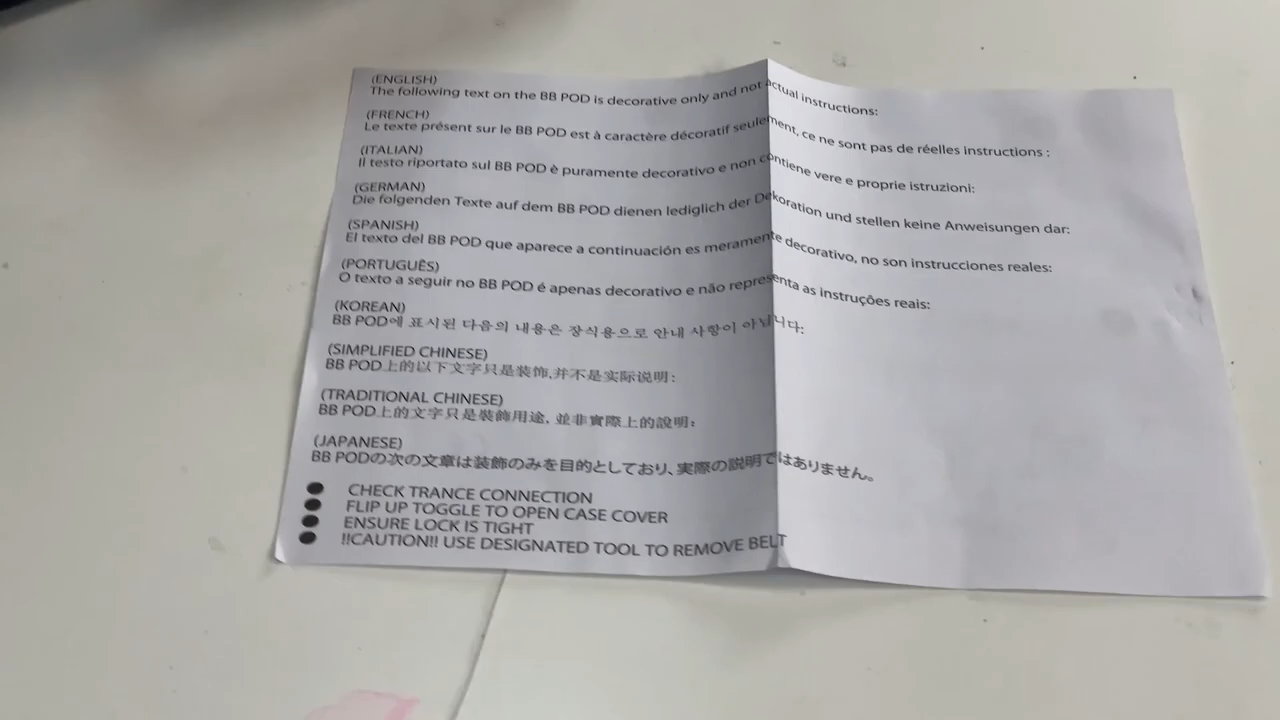 (ENGLISH)
The following text on the BB POD is decorative only and not actual instructions:
(FRENCH)
Le texte présent sur le BB POD est à caractère décoratif seulement, ce ne sont pas de réelles instructions :
(ITALIAN)
Il testo riportato sul BB POD è puramente decorativo e non contiene vere e proprie istruzioni:
(GERMAN)
Die folgenden Texte auf dem BB POD dienen lediglich der Dekoration und stellen keine Anweisungen dar:
(SPANISH)
El texto del BB POD que aparece a continuación es meramente decorativo, no son instrucciones reales:
(PORTUGUÊS)
O texto a seguir no BB POD é apenas decorativo e não representa as instruções reais:
(KOREAN)
BB POD에 표시된 다음의 내용은 장식용으로 안내 사항이 아닙니다:
(SIMPLIFIED CHINESE)
BB POD上的以下文字只是装饰,并不是实际说明:
(TRADITIONAL CHINESE)
BB POD上的文字只是裝飾用途, 並非實際上的說明:
(JAPANESE)
BB PODの次の文章は装飾のみを目的としており、実際の説明ではありません。
● CHECK TRANCE CONNECTION
● FLIP UP TOGGLE TO OPEN CASE COVER
● ENSURE LOCK IS TIGHT
● !!CAUTION!! USE DESIGNATED TOOL TO REMOVE BELT